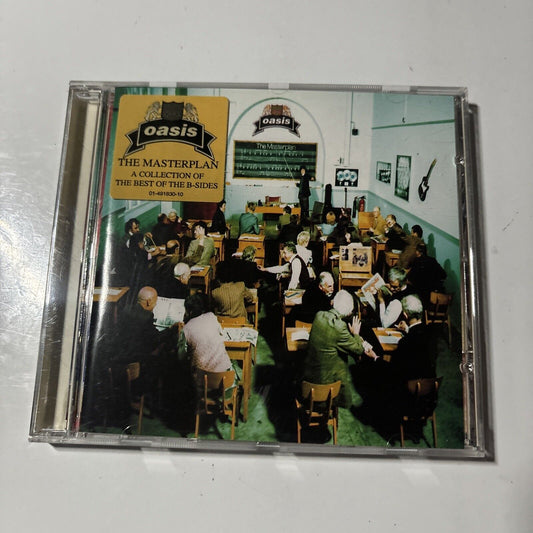 oasis
THE MASTERPLAN
A COLLECTION OF
THE BEST OF THE B-SIDES
01-491830-10
oasis
The Masterplan